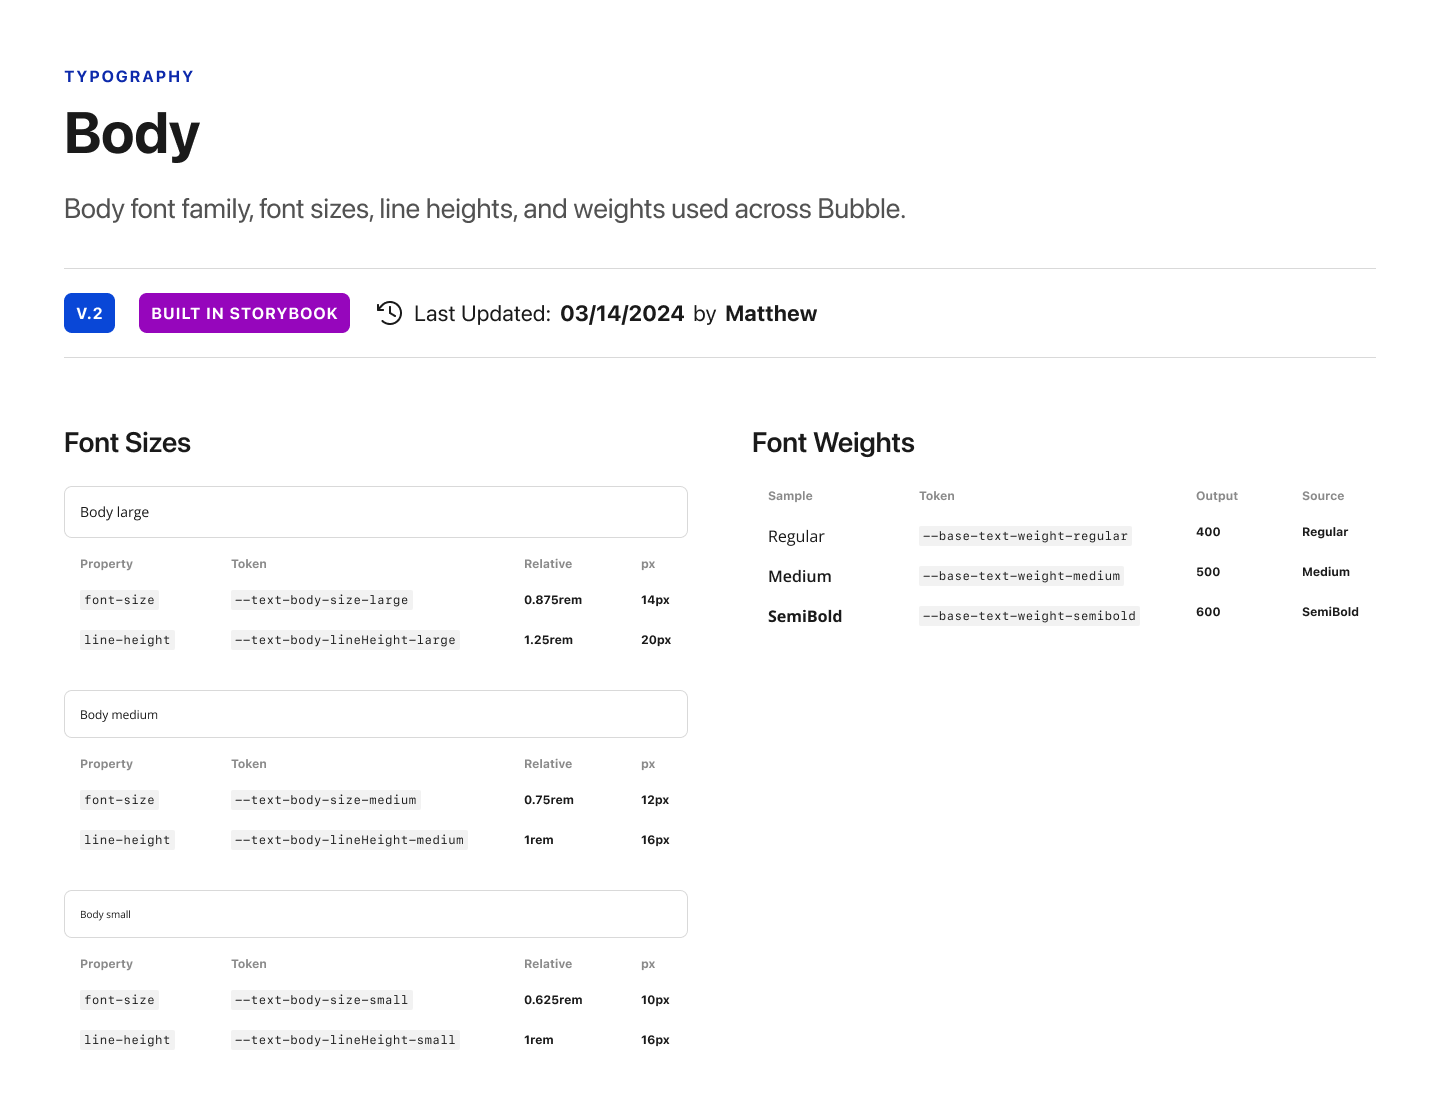 TYPOGRAPHY
Body
Body font family, font sizes, line heights, and weights used across Bubble.
V.2 BUILT IN STORYBOOK Last Updated: 03/14/2024 by Matthew
Font Sizes
Body large
Property Token Relative px
font-size --text-body-size-large 0.875rem 14px
line-height --text-body-lineHeight-large 1.25rem 20px
Body medium
Property Token Relative px
font-size --text-body-size-medium 0.75rem 12px
line-height --text-body-lineHeight-medium 1rem 16px
Body small
Property Token Relative px
font-size --text-body-size-small 0.625rem 10px
line-height --text-body-lineHeight-small 1rem 16px
Font Weights
Sample Token Output Source
Regular --base-text-weight-regular 400 Regular
Medium --base-text-weight-medium 500 Medium
SemiBold --base-text-weight-semibold 600 SemiBold